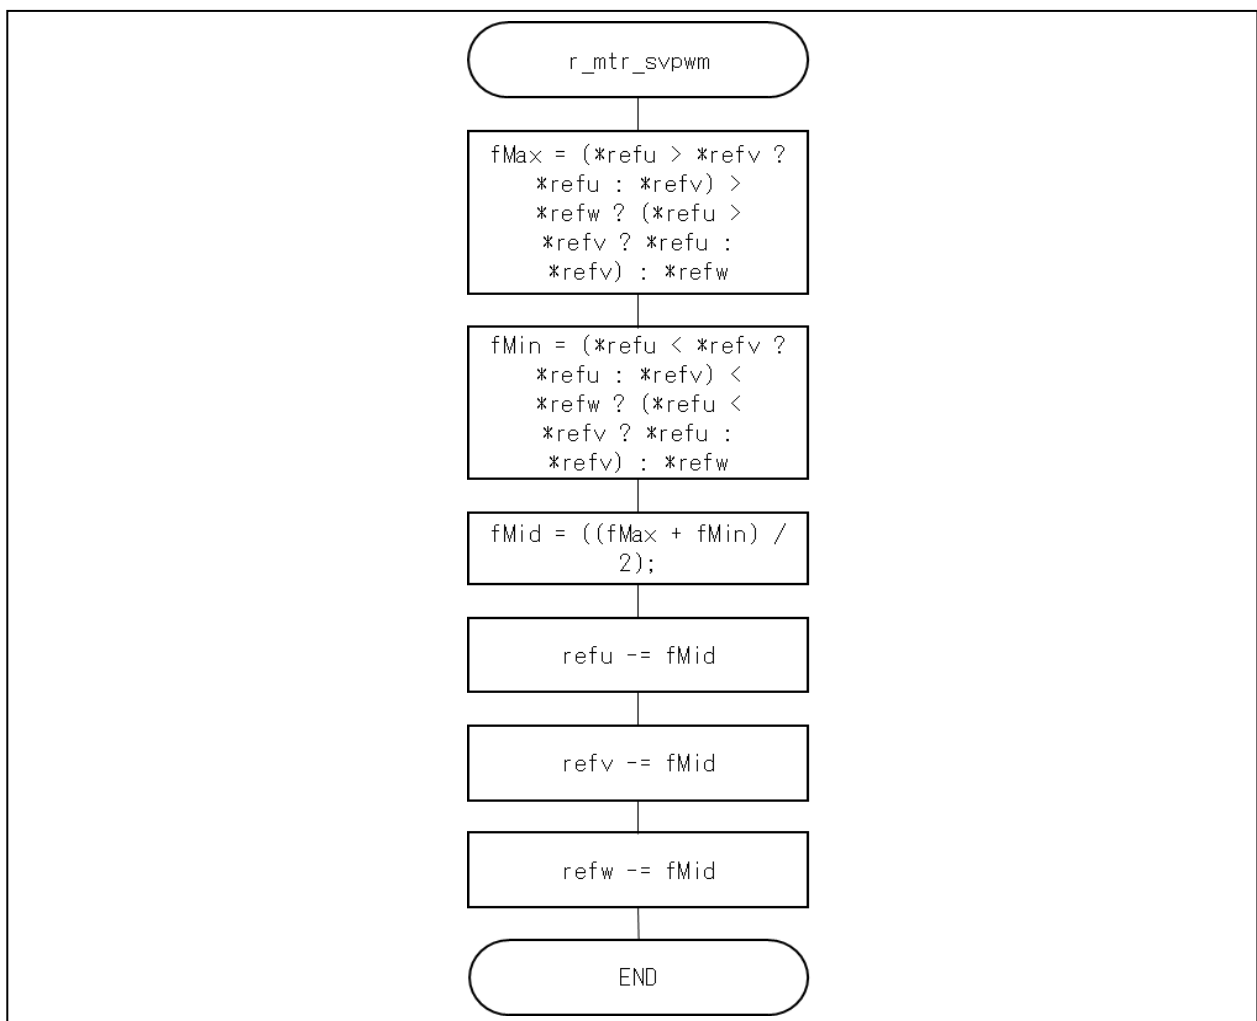 r_mtr_svpwm
fMax = (*refu > *refv ?
*refu : *refv) >
*refw ? (*refu >
*refv ? *refu :
*refv) : *refw
fMin = (*refu < *refv ?
*refu : *refv) <
*refw ? (*refu <
*refv ? *refu :
*refv) : *refw
fMid = ((fMax + fMin) /
2);
refu -= fMid
refv -= fMid
refw -= fMid
END